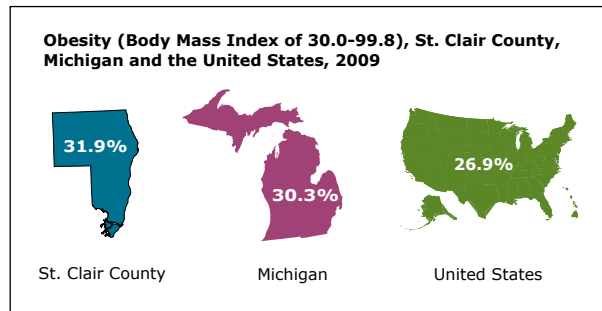 Obesity (Body Mass Index of 30.0-99.8), St. Clair County,
Michigan and the United States, 2009
31.9%
30.3%
26.9%
St. Clair County
Michigan
United States